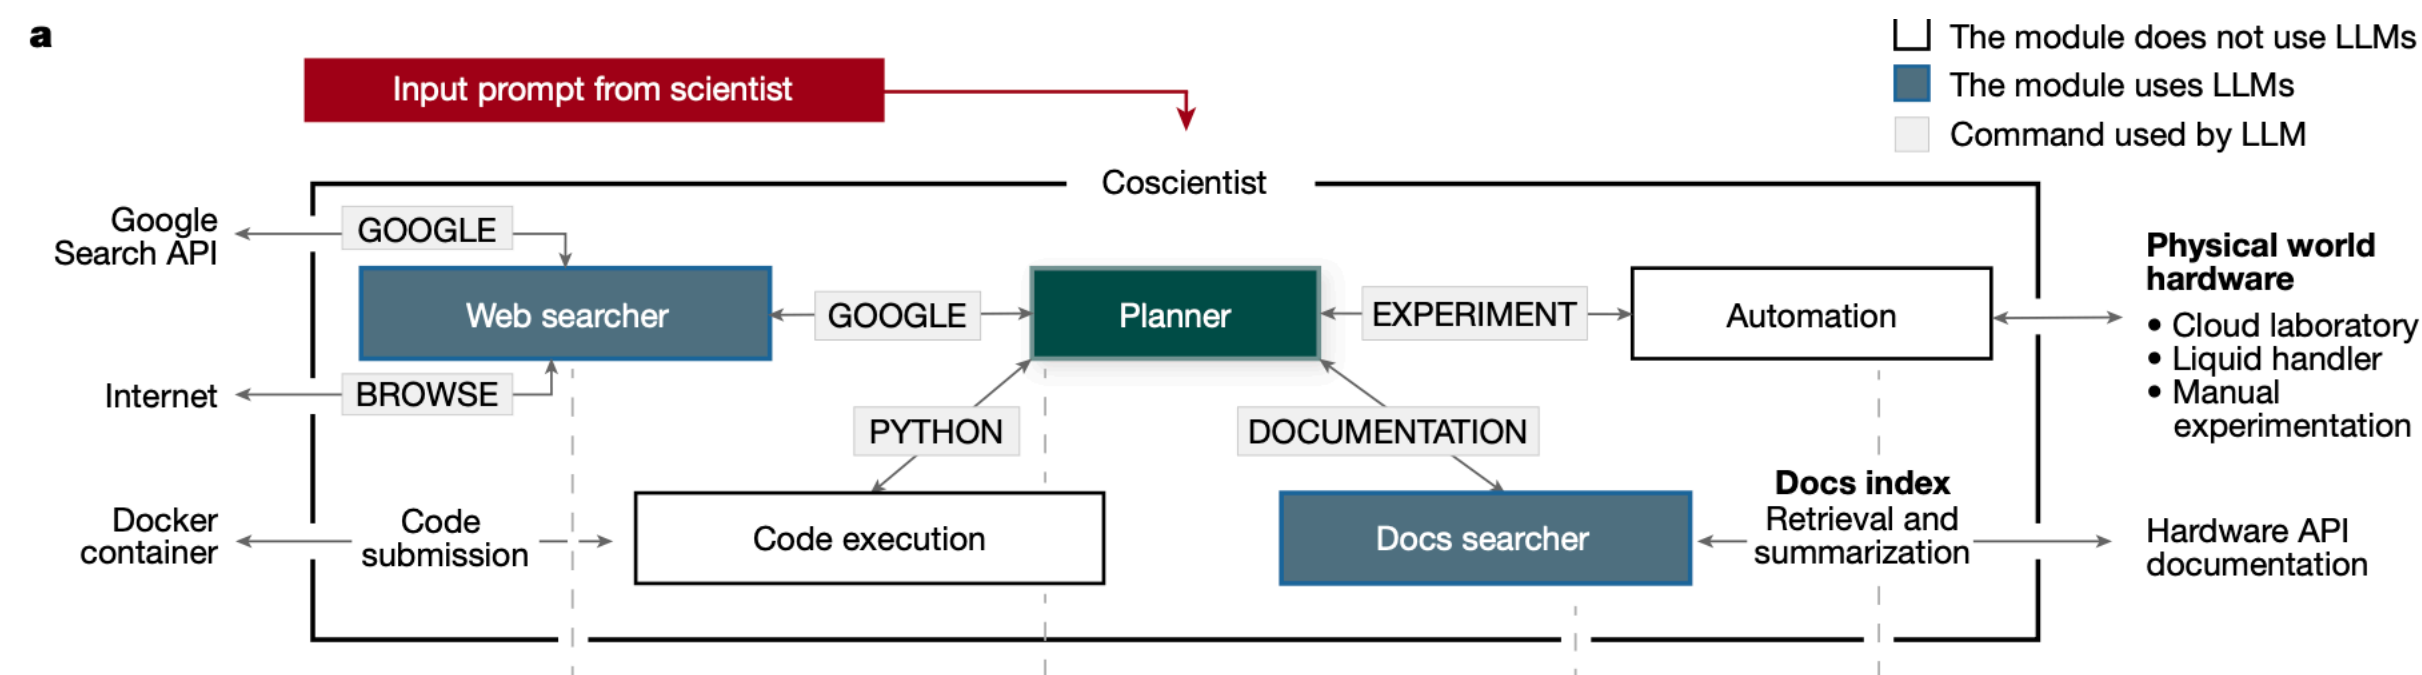 a
The module does not use LLMs
Input prompt from scientist
The module uses LLMs
Command used by LLM
Coscientist
Google
Search API
GOOGLE
Web searcher
GOOGLE
Planner
EXPERIMENT
Automation
Physical world
hardware
• Cloud laboratory
• Liquid handler
• Manual
experimentation
Internet
BROWSE
PYTHON
DOCUMENTATION
Docker
container
Code
submission
Code execution
Docs searcher
Docs index
Retrieval and
summarization
Hardware API
documentation